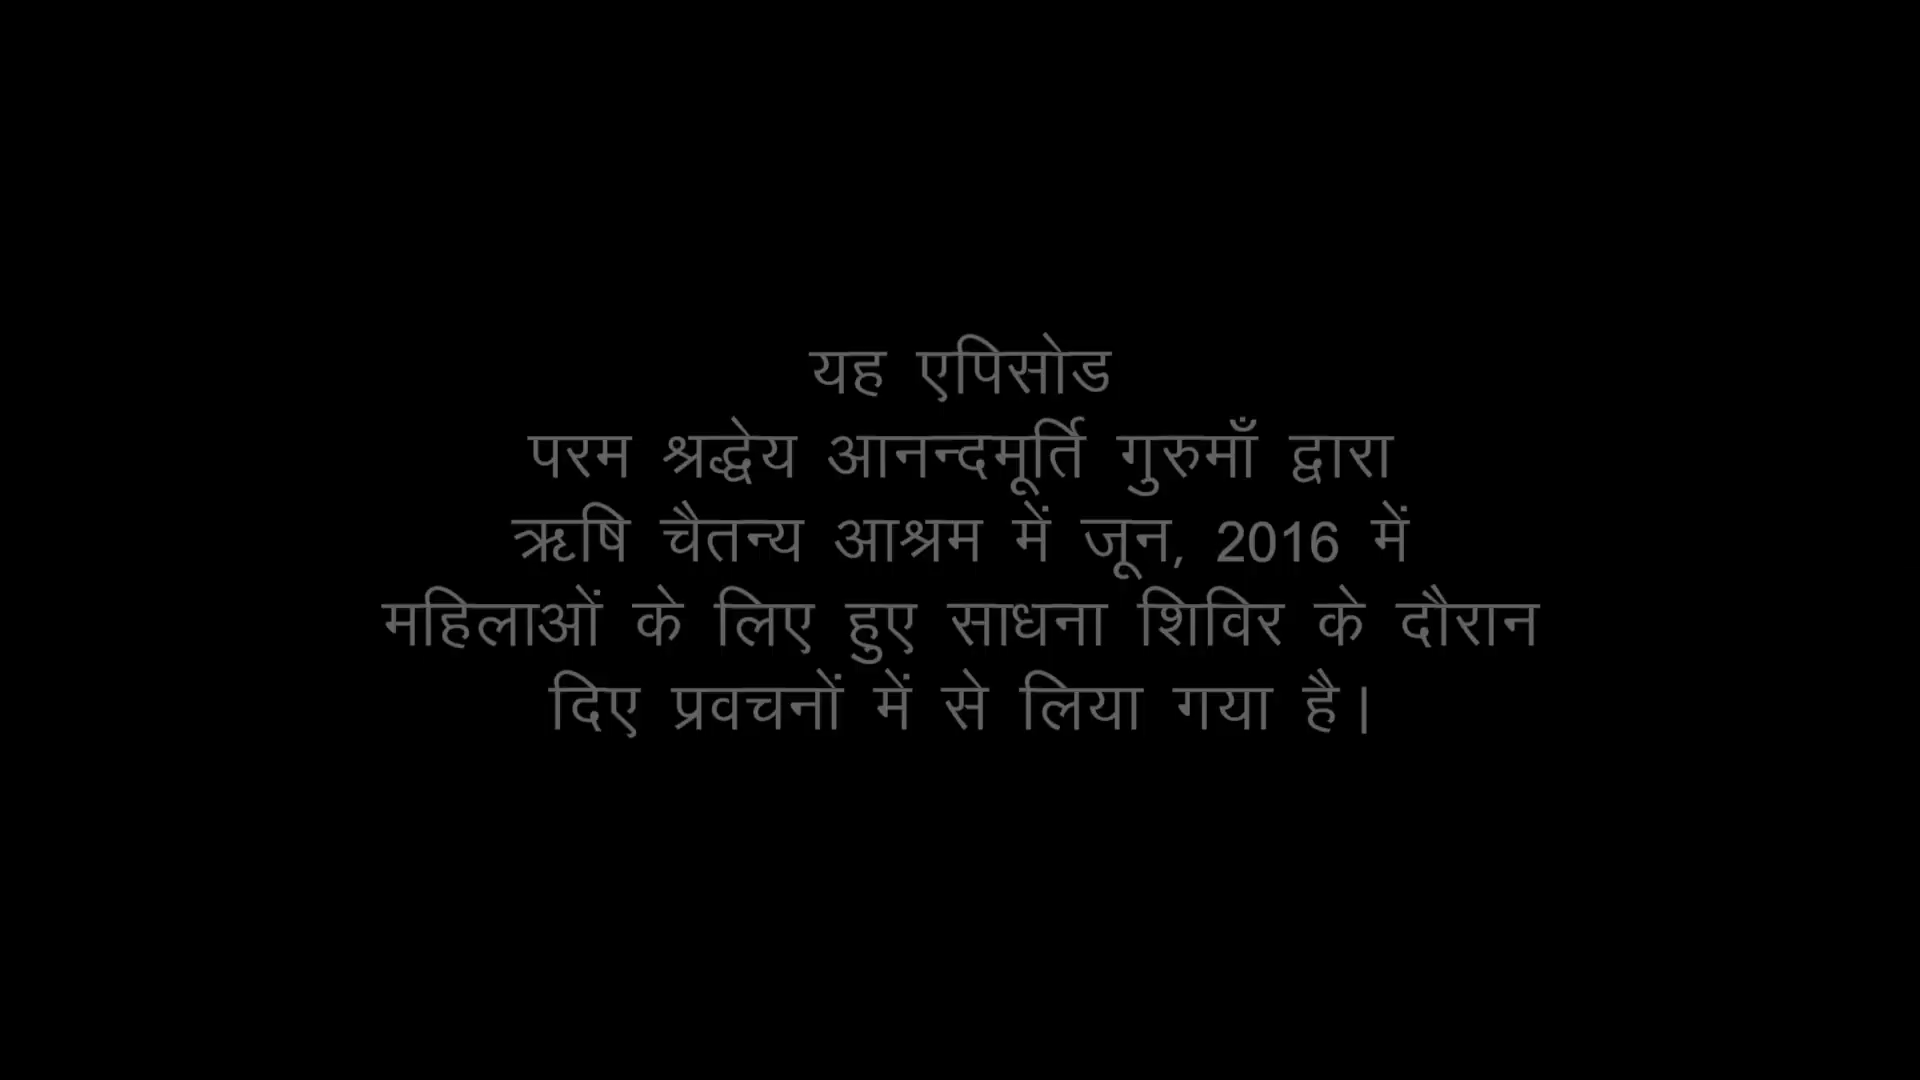 यह एपिसोड
परम श्रद्धेय आनन्दमूर्ति गुरुमाँ द्वारा
ऋषि चैतन्य आश्रम में जून, 2016 में
महिलाओं के लिए हुए साधना शिविर के दौरान
दिए प्रवचनों में से लिया गया है।